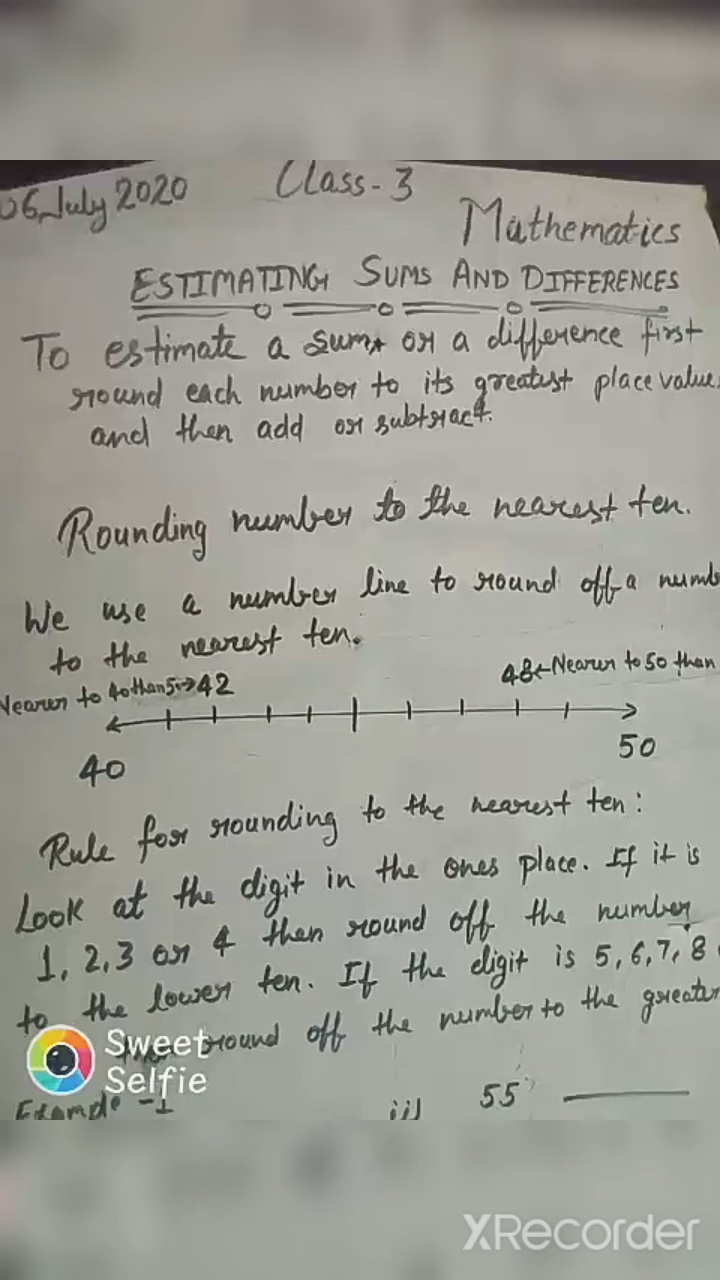 06, July 2020
Class - 3
Mathematics
ESTIMATING SUMS AND DIFFERENCES
To estimate a sum or a difference first
round each number to its greatest place value
and then add or subtract.
Rounding number to the nearest ten.
We use a number line to round off a numb
to the nearest ten.
Nearer to 40 than 50→42
48←Nearer to 50 than
40
50
Rule for rounding to the nearest ten:
Look at the digit in the ones place. If it is
1, 2, 3 or 4 then round off the number
to the lower ten. If the digit is 5, 6, 7, 8
round off the number to the greater
Sweet
Selfie
Example -1
ii) 55
XRecorder